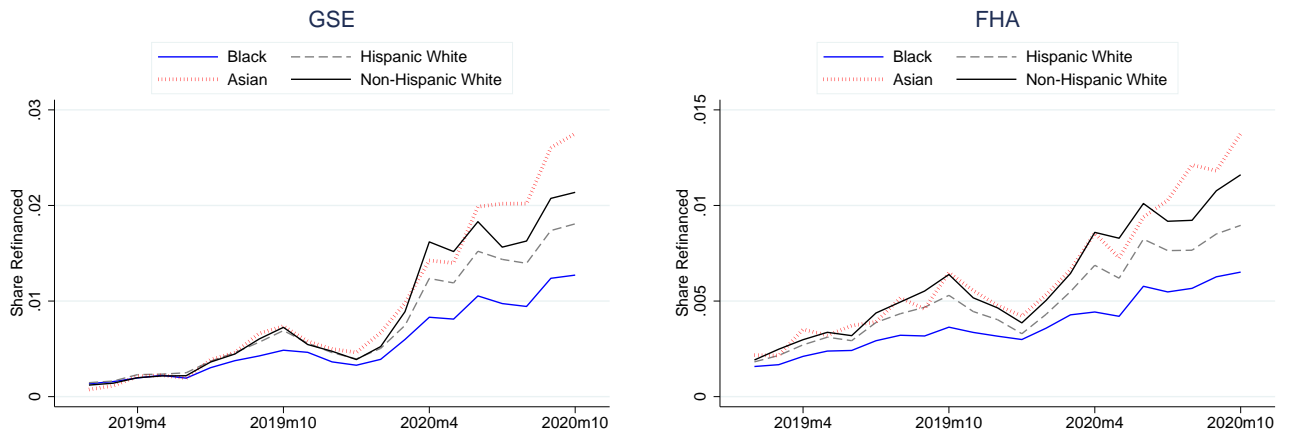 GSE
Black
Hispanic White
Asian
Non-Hispanic White
Share Refinanced
0
.01
.02
.03
2019m4
2019m10
2020m4
2020m10
FHA
Black
Hispanic White
Asian
Non-Hispanic White
Share Refinanced
0
.005
.01
.015
2019m4
2019m10
2020m4
2020m10